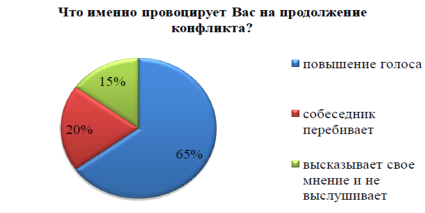 Что именно провоцирует Вас на продолжение
конфликта?
15%
20%
65%
повышение голоса
собеседник
перебивает
высказывает свое
мнение и не
выслушивает